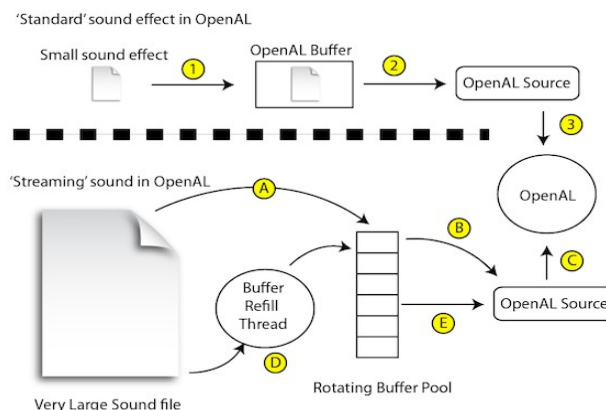 'Standard' sound effect in OpenAL
Small sound effect
1
OpenAL Buffer
2
OpenAL Source
3
'Streaming' sound in OpenAL
A
OpenAL
B
C
Buffer
Refill
Thread
E
OpenAL Source
D
Rotating Buffer Pool
Very Large Sound file